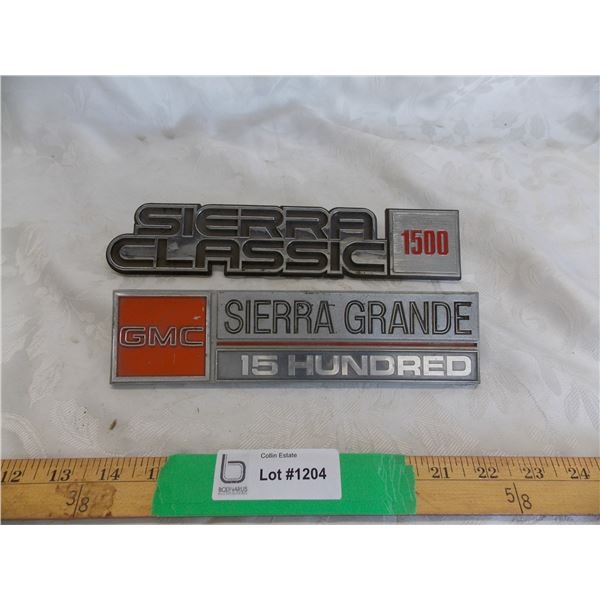 SIERRA
CLASSIC
1500
GMC
SIERRA GRANDE
15 HUNDRED
Collin Estate
Lot #1204
12 13 14 15 21 22 23 24
3/8
5/8